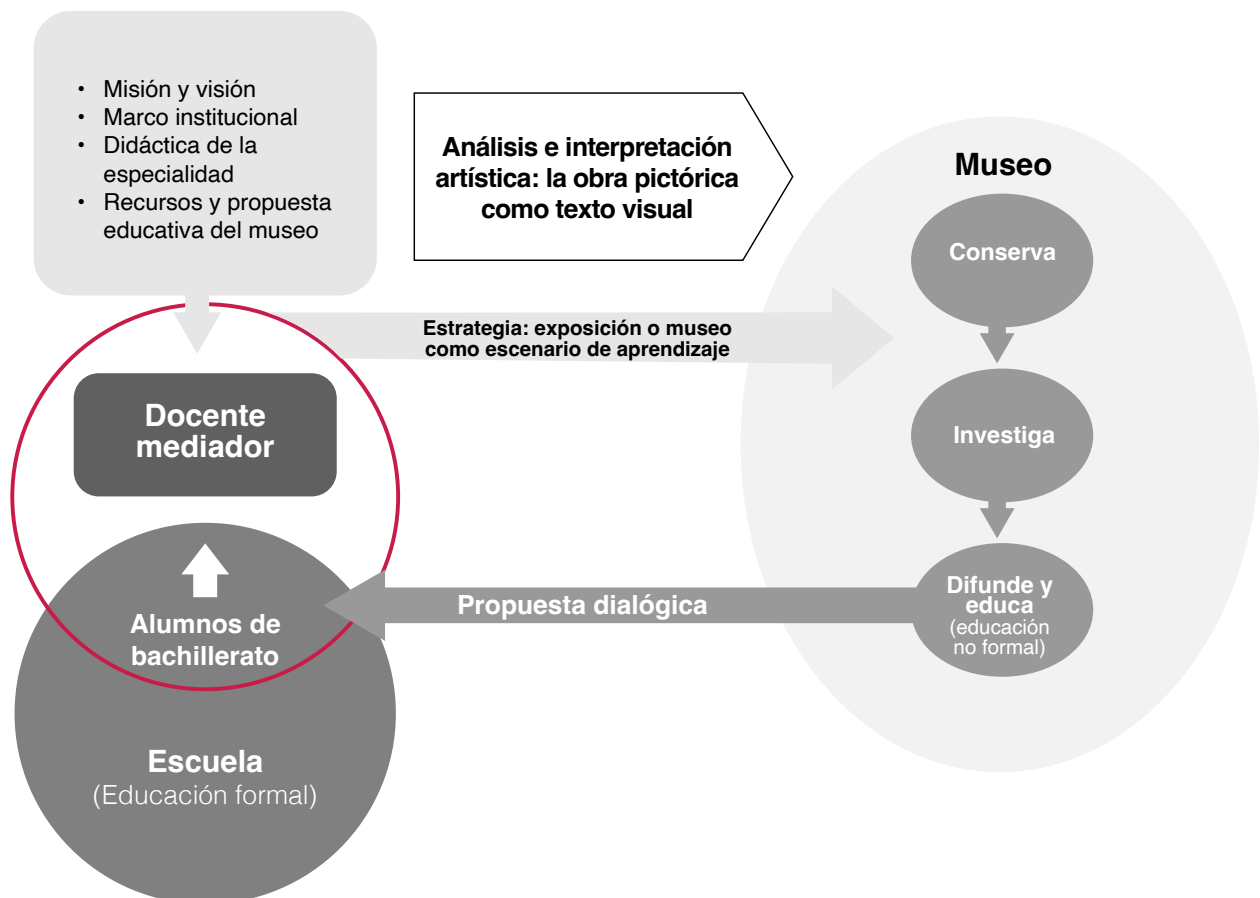 • Misión y visión
• Marco institucional
• Didáctica de la
especialidad
• Recursos y propuesta
educativa del museo
Análisis e interpretación
artística: la obra pictórica
como texto visual
Museo
Conserva
Estrategia: exposición o museo
como escenario de aprendizaje
Docente
mediador
Investiga
Propuesta dialógica
Difunde y
educa
(educación
no formal)
Alumnos de
bachillerato
Escuela
(Educación formal)